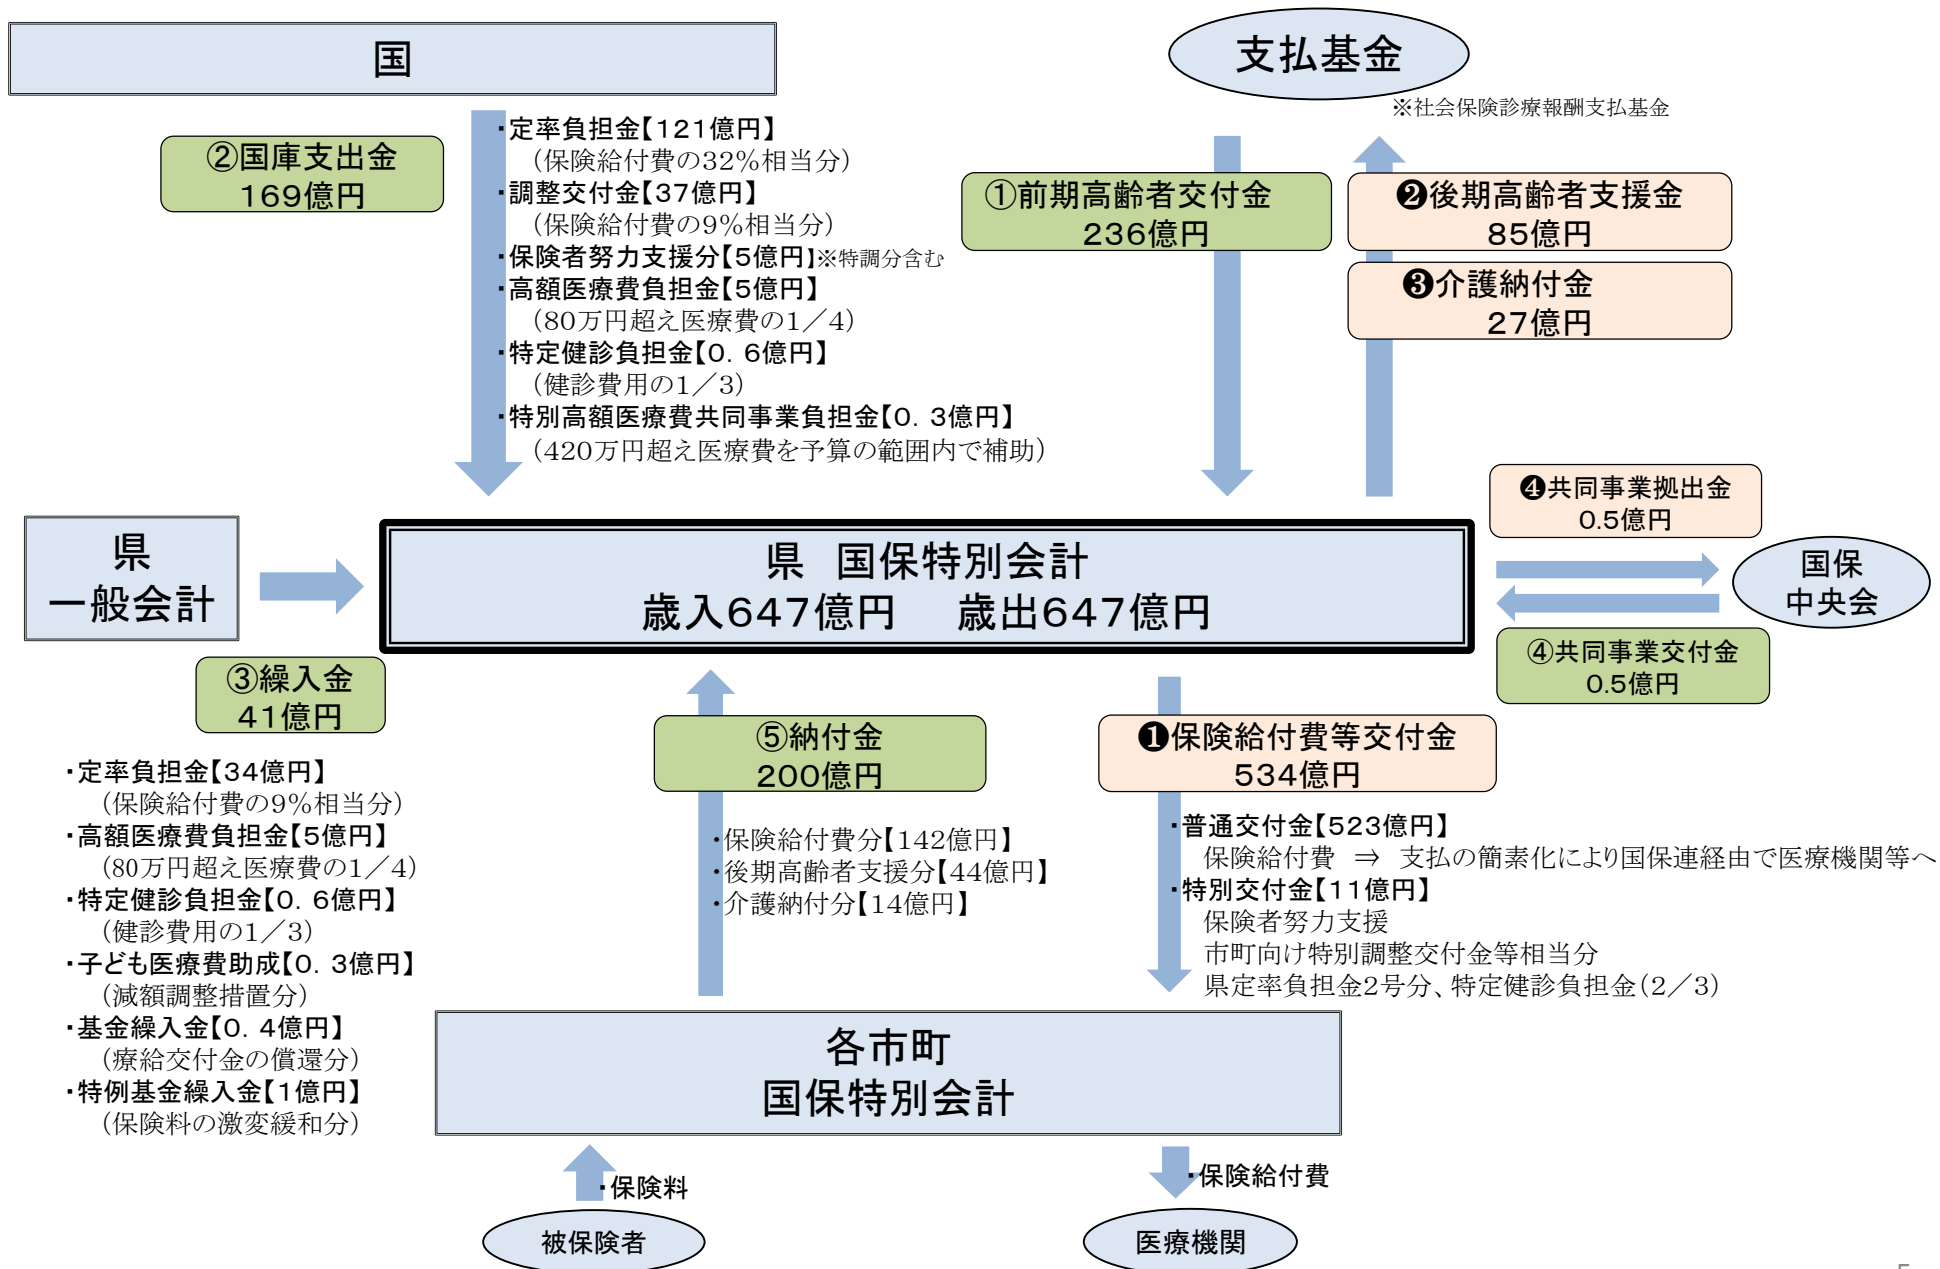 国
支払基金
※社会保険診療報酬支払基金
②国庫支出金
169億円
・定率負担金【121億円】
（保険給付費の32％相当分）
・調整交付金【37億円】
（保険給付費の9％相当分）
・保険者努力支援分【5億円】※特調分含む
・高額医療費負担金【5億円】
（80万円超え医療費の1／4）
・特定健診負担金【0．6億円】
（健診費用の1／3）
・特別高額医療費共同事業負担金【0．3億円】
（420万円超え医療費を予算の範囲内で補助）
①前期高齢者交付金
236億円
❷後期高齢者支援金
85億円
❸介護納付金
27億円
県
一般会計
県　国保特別会計
歳入647億円　歳出647億円
❹共同事業拠出金
0.5億円
国保
中央会
④共同事業交付金
0.5億円
③繰入金
41億円
・定率負担金【34億円】
（保険給付費の9％相当分）
・高額医療費負担金【5億円】
（80万円超え医療費の1／4）
・特定健診負担金【0．6億円】
（健診費用の1／3）
・子ども医療費助成【0．3億円】
（減額調整措置分）
・基金繰入金【0．4億円】
（療給交付金の償還分）
・特例基金繰入金【1億円】
（保険料の激変緩和分）
⑤納付金
200億円
・保険給付費分【142億円】
・後期高齢者支援分【44億円】
・介護納付分【14億円】
❶保険給付費等交付金
534億円
・普通交付金【523億円】
保険給付費　⇒　支払の簡素化により国保連経由で医療機関等へ
・特別交付金【11億円】
保険者努力支援
市町向け特別調整交付金等相当分
県定率負担金2号分、特定健診負担金（2／3）
各市町
国保特別会計
・保険料
・保険給付費
被保険者
医療機関